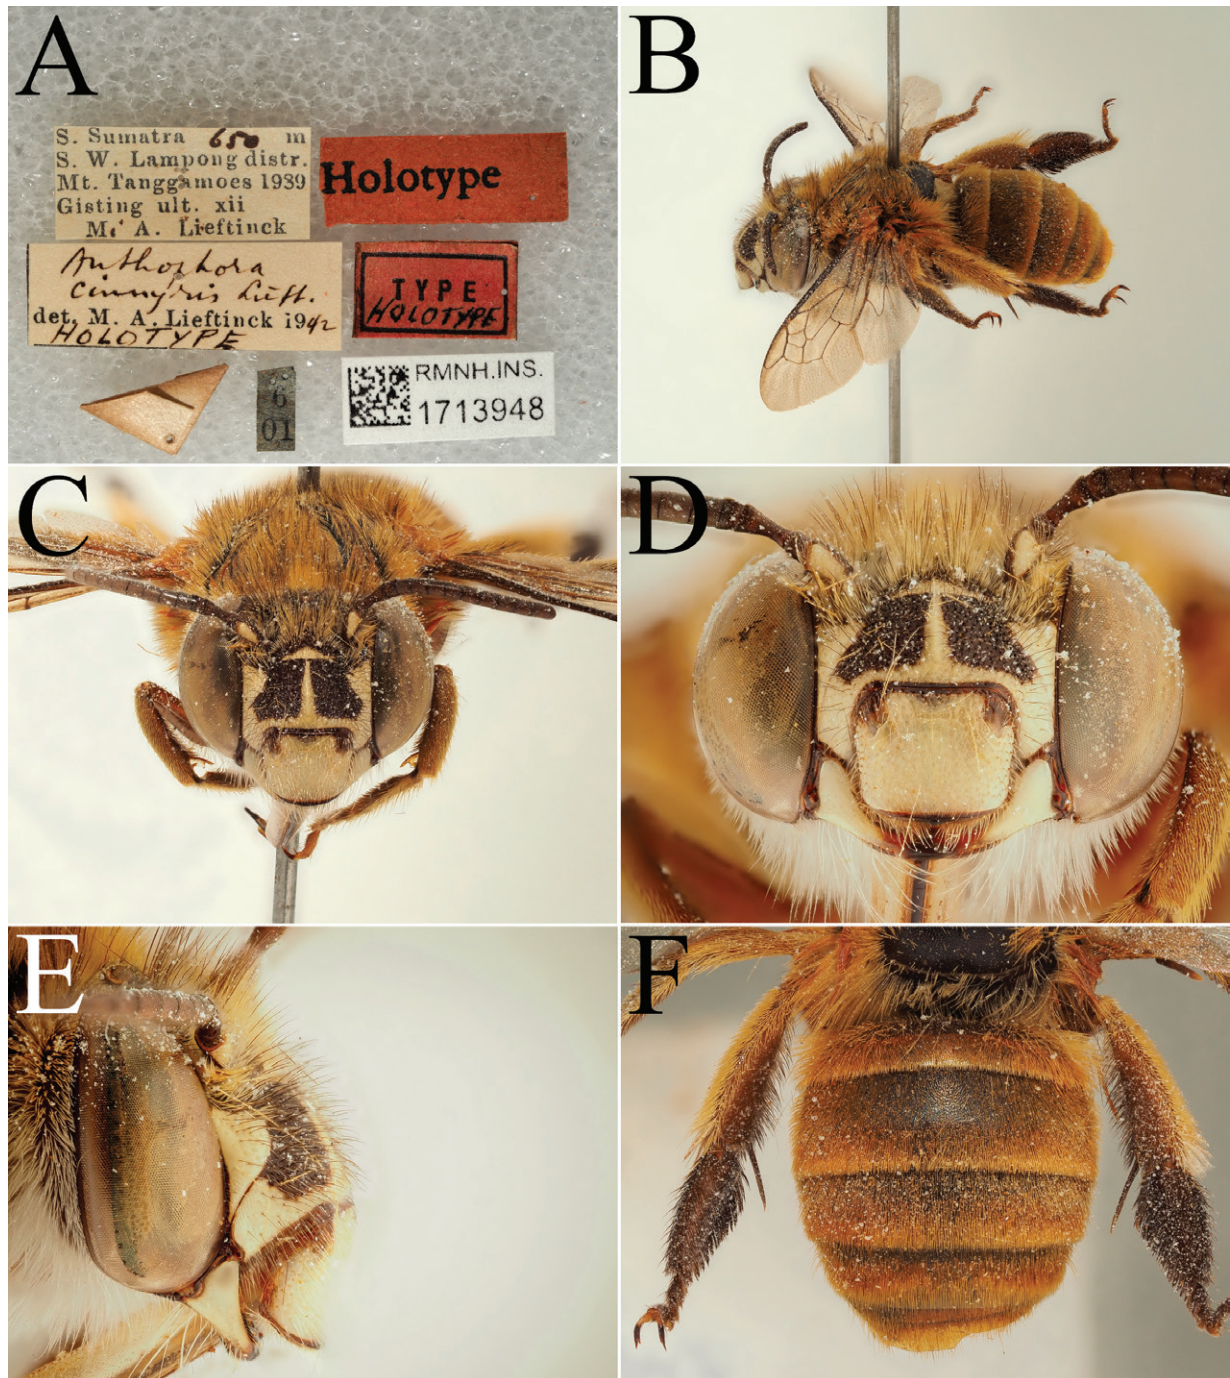 A
S. Sumatra 650 m
S. W. Lampong distr.
Mt. Tanggamoes 1939
Gisting ult. xii
M. A. Lieftinck
Holotype
Anthophora
cinnyris Lieft.
det. M. A. Lieftinck 1942
HOLOTYPE
TYPE
HOLOTYPE
6
01
RMNH.INS.
1713948
B
C
D
E
F